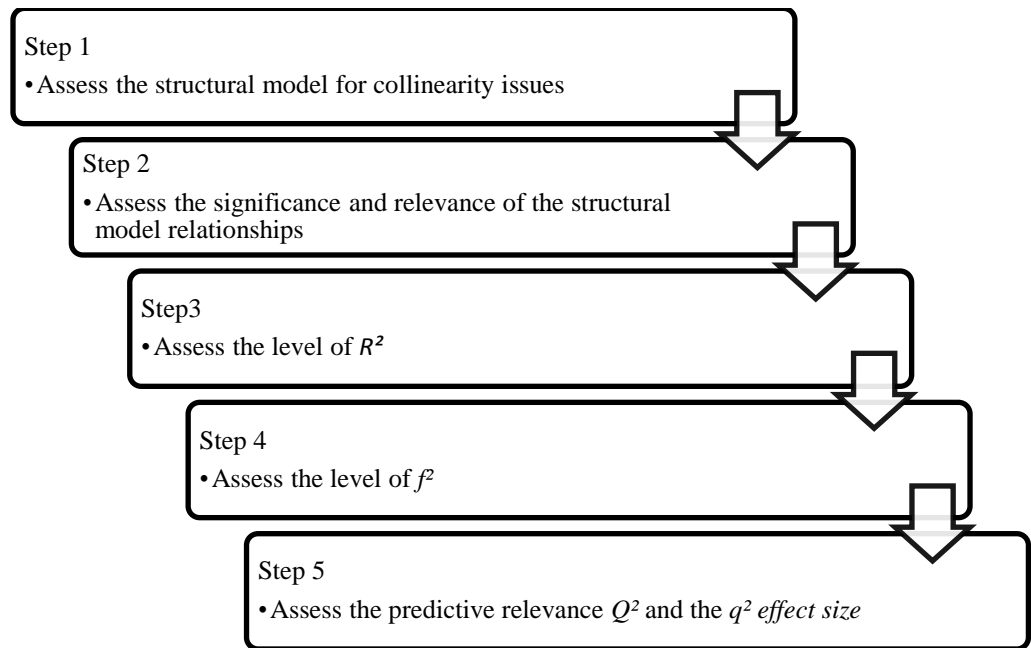 Step 1
•Assess the structural model for collinearity issues
Step 2
•Assess the significance and relevance of the structural
model relationships
Step3
•Assess the level of R²
Step 4
•Assess the level of f²
Step 5
•Assess the predictive relevance Q² and the q² effect size